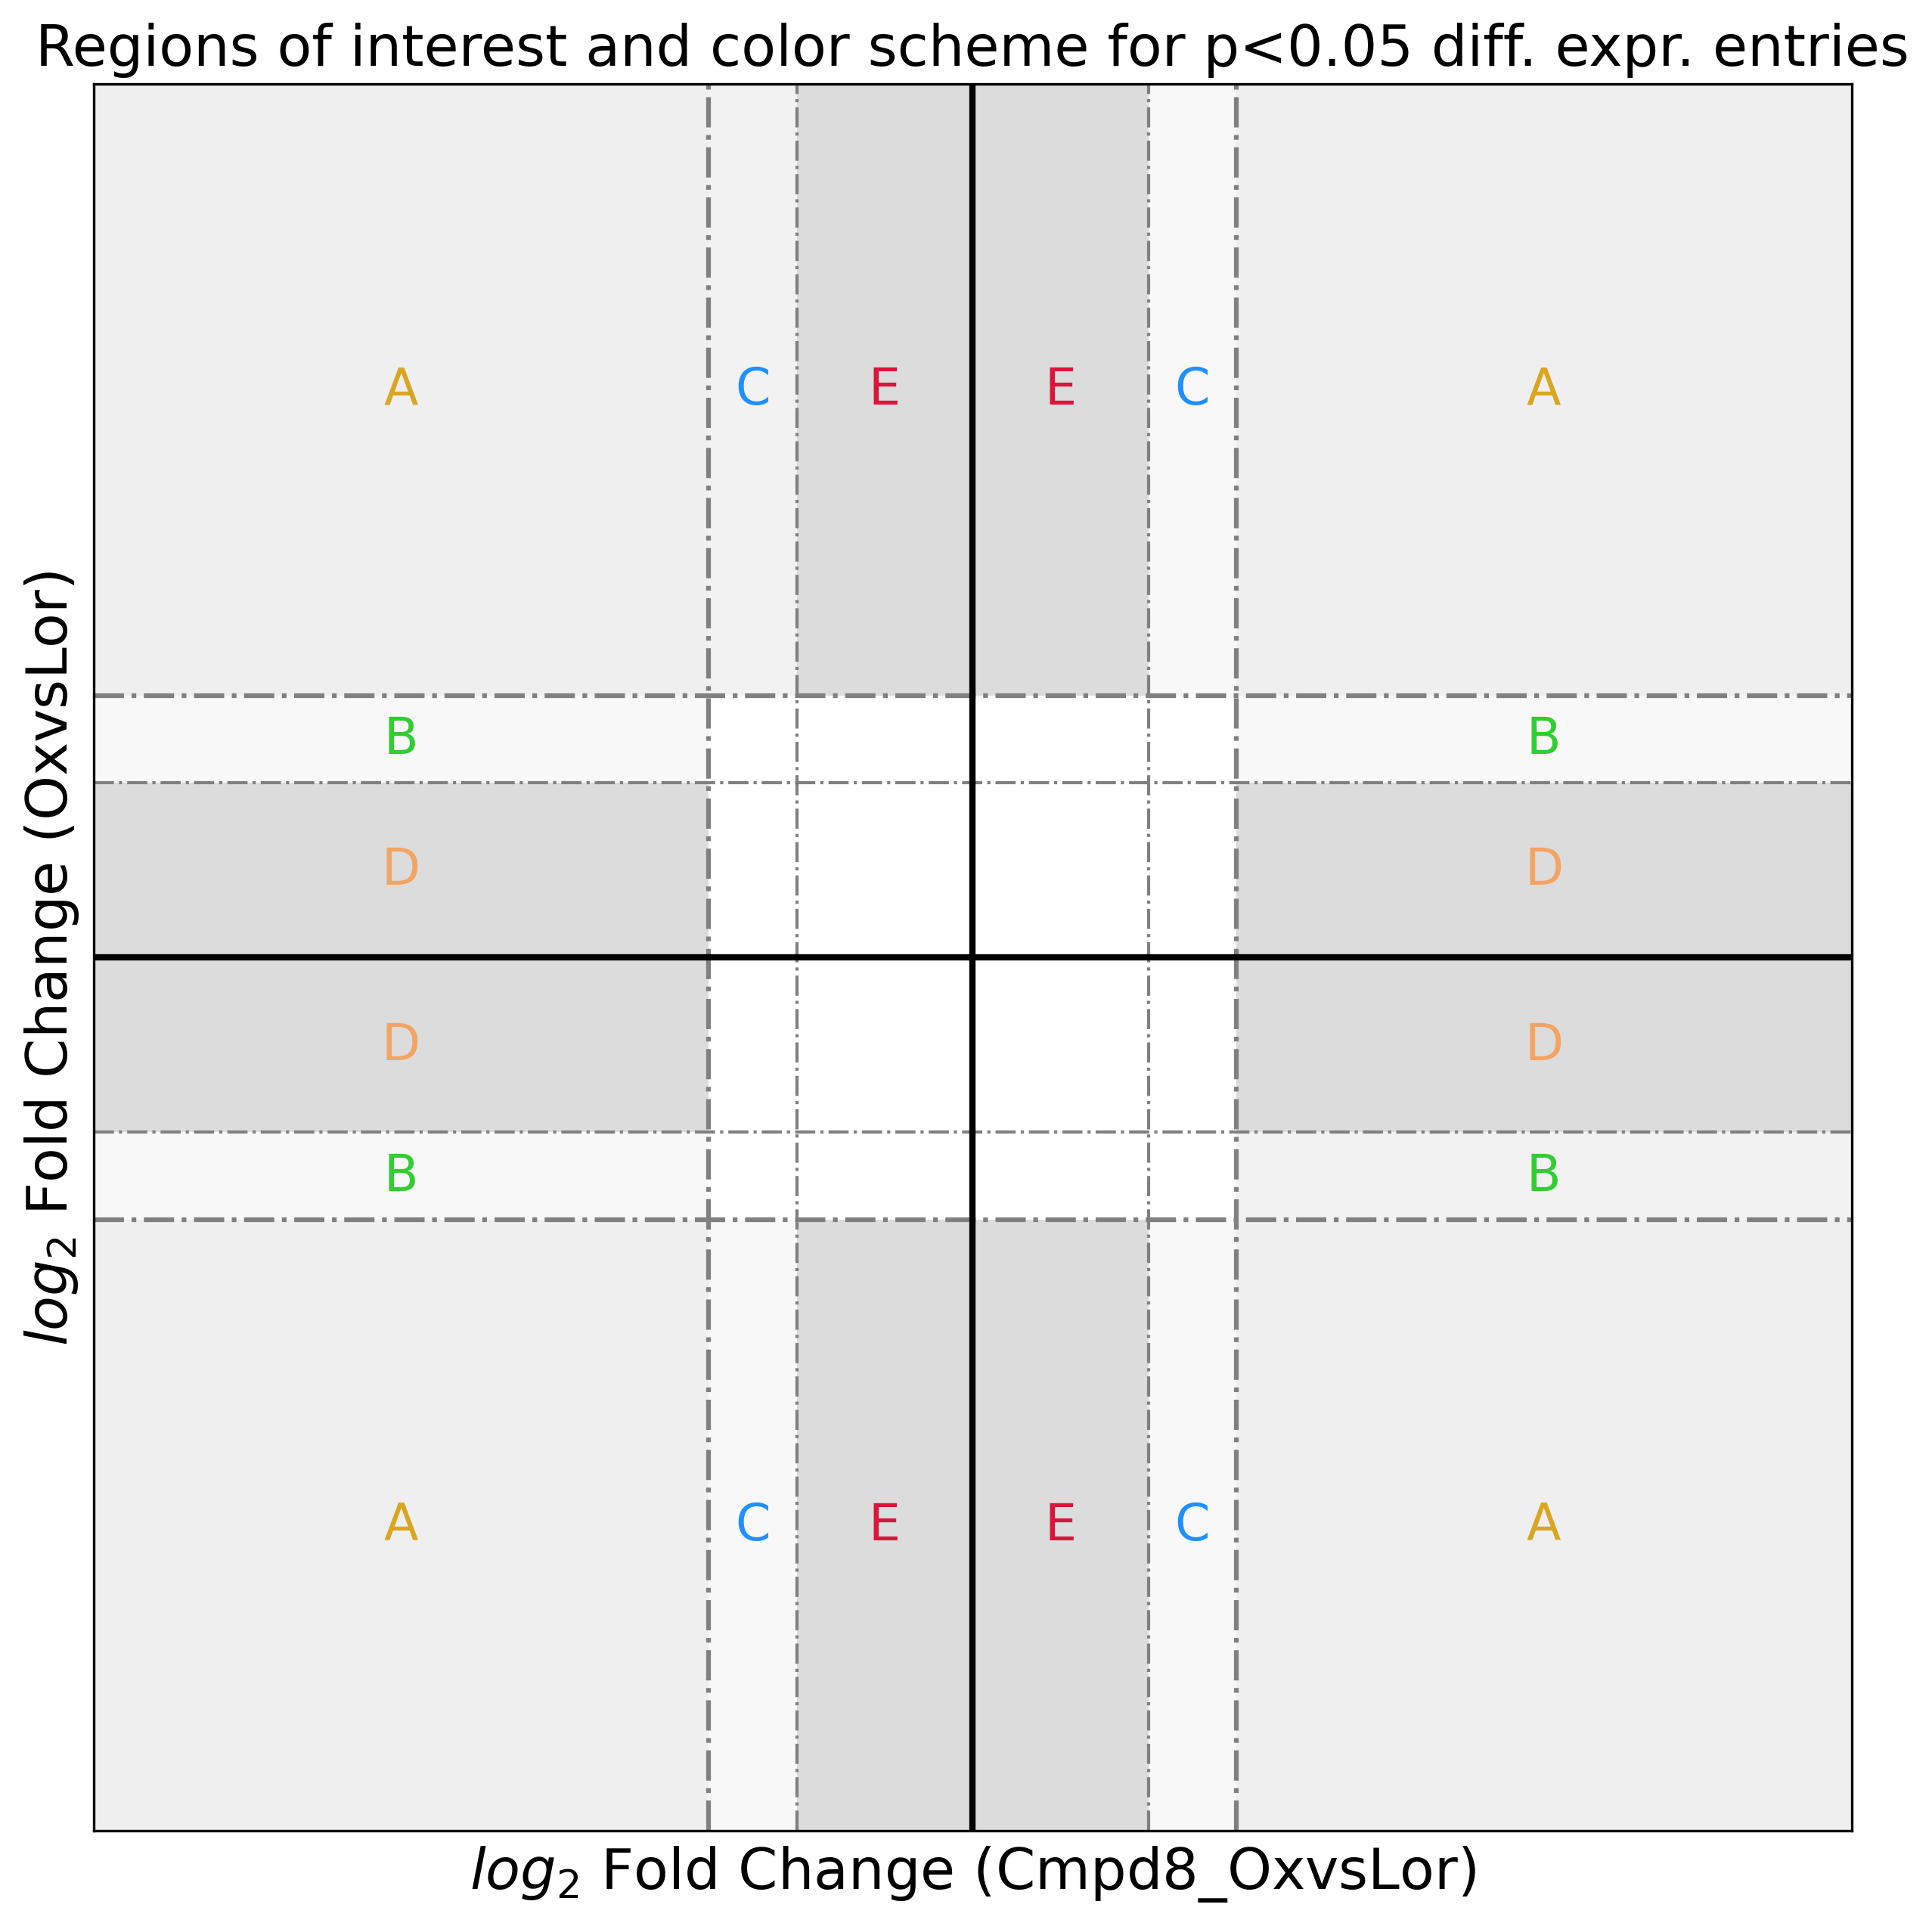 Regions of interest and color scheme for p<0.05 diff. expr. entries
A C E E C A
B B
D D
D D
B B
A C E E C A
log₂ Fold Change (OxvsLor)
log₂ Fold Change (Cmpd8_OxvsLor)